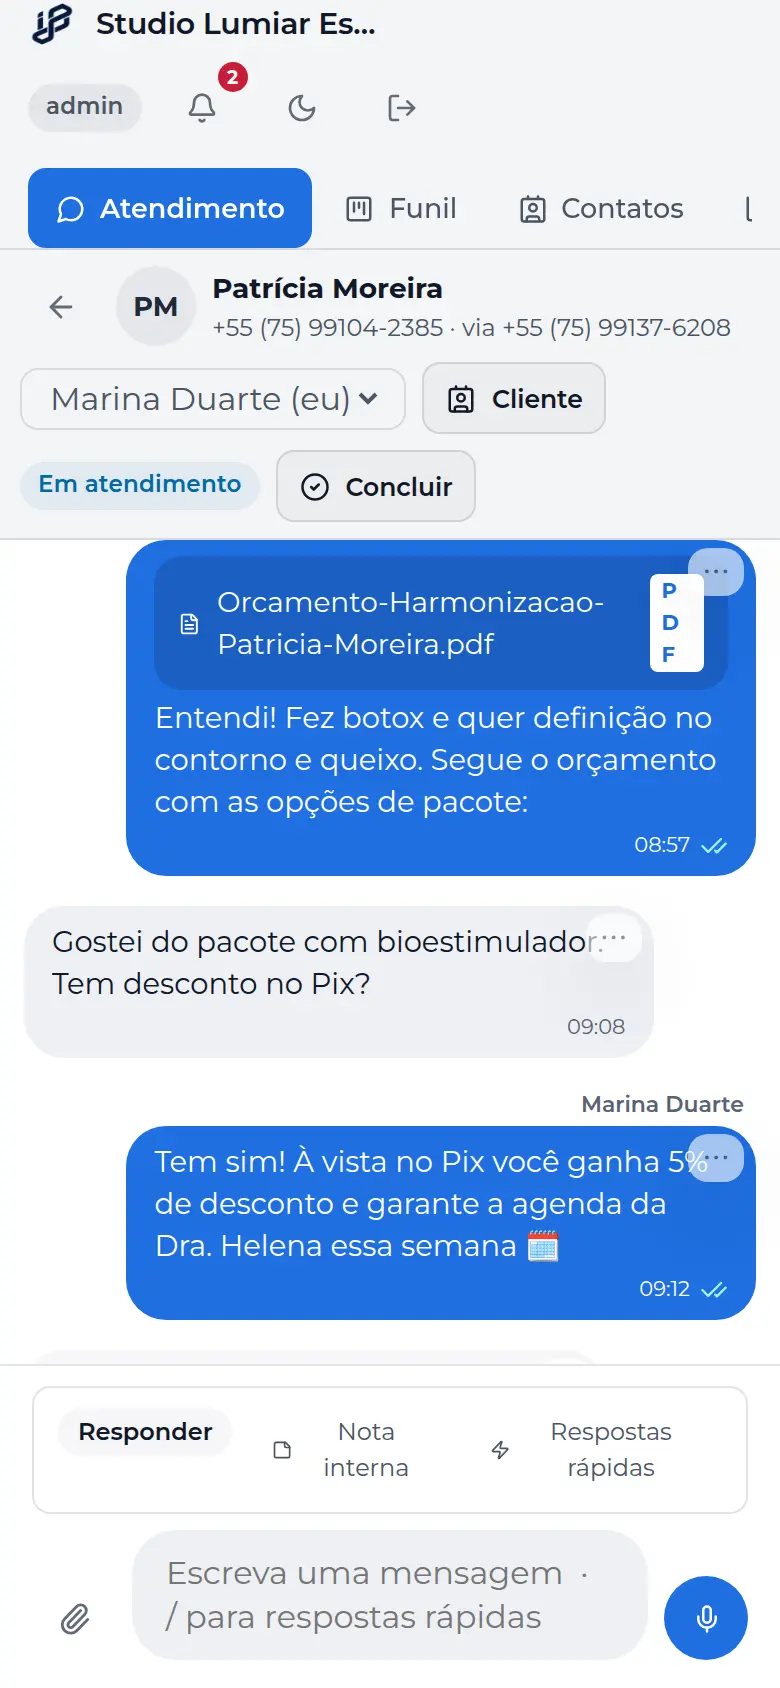 Studio Lumiar Es...
admin
2
Atendimento
Funil
Contatos
PM
Patrícia Moreira
+55 (75) 99104-2385 · via +55 (75) 99137-6208
Marina Duarte (eu)
Cliente
Em atendimento
Concluir
Orcamento-Harmonizacao-
Patricia-Moreira.pdf
PDF
Entendi! Fez botox e quer definição no
contorno e queixo. Segue o orçamento
com as opções de pacote:
08:57
Gostei do pacote com bioestimulador.
Tem desconto no Pix?
09:08
Marina Duarte
Tem sim! À vista no Pix você ganha 5%
de desconto e garante a agenda da
Dra. Helena essa semana 🗓️
09:12
Responder
Nota
interna
Respostas
rápidas
Escreva uma mensagem ·
/ para respostas rápidas